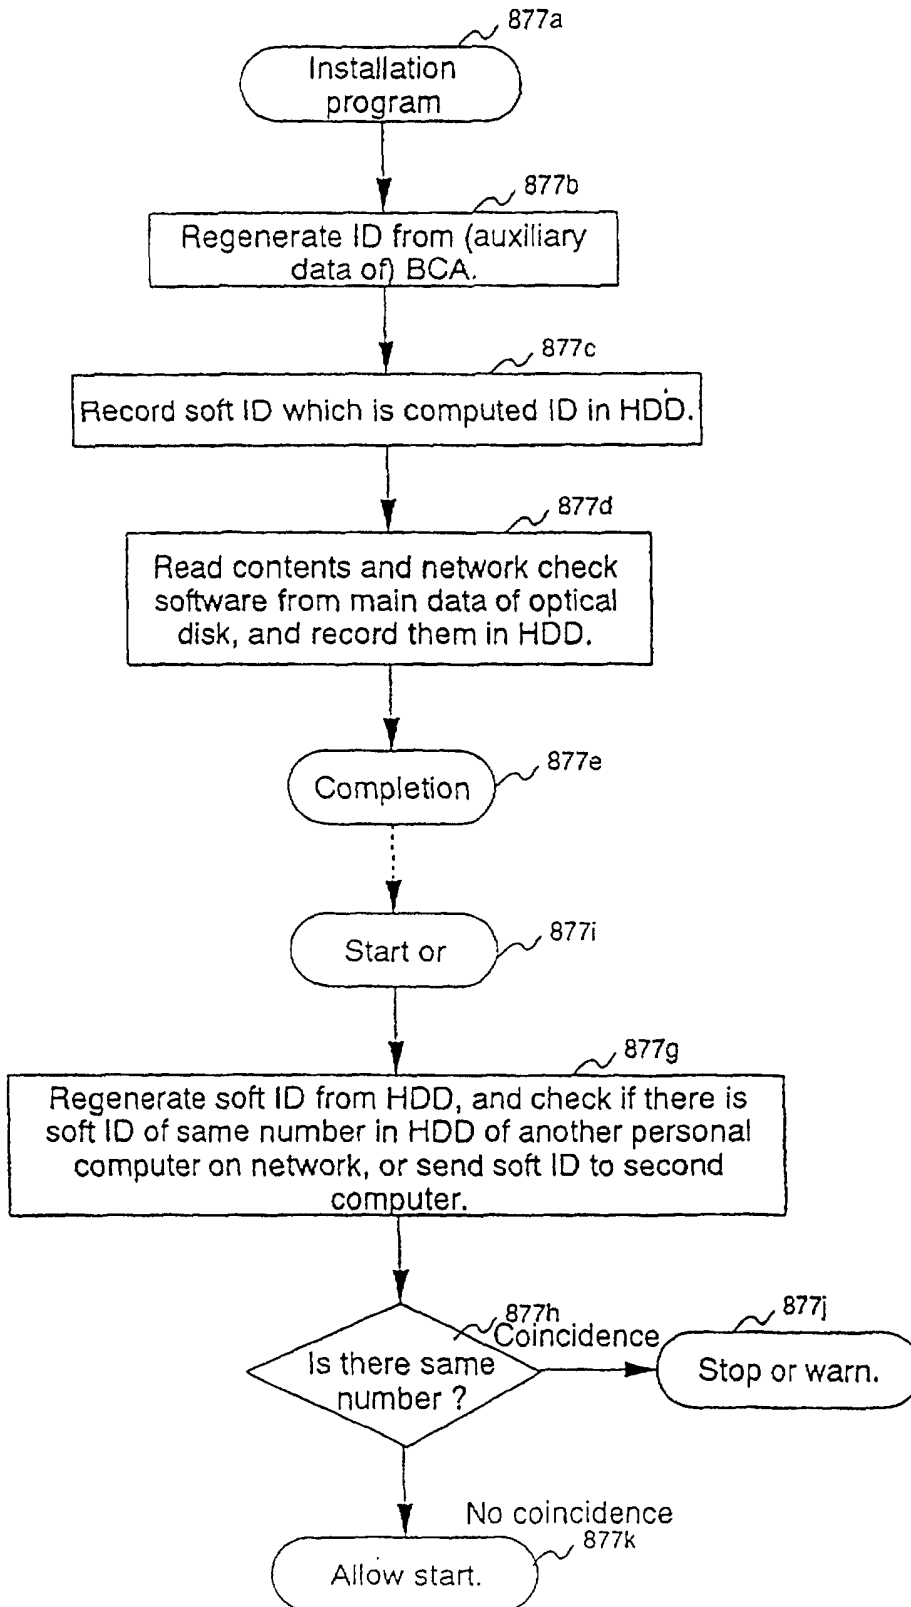 877a
Installation
program
877b
Regenerate ID from (auxiliary
data of) BCA.
877c
Record soft ID which is computed ID in HDD.
877d
Read contents and network check
software from main data of optical
disk, and record them in HDD.
Completion
877e
Start or
877i
877g
Regenerate soft ID from HDD, and check if there is
soft ID of same number in HDD of another personal
computer on network, or send soft ID to second
computer.
877h
Coincidence
877j
Is there same
number ?
Stop or warn.
No coincidence
877k
Allow start.